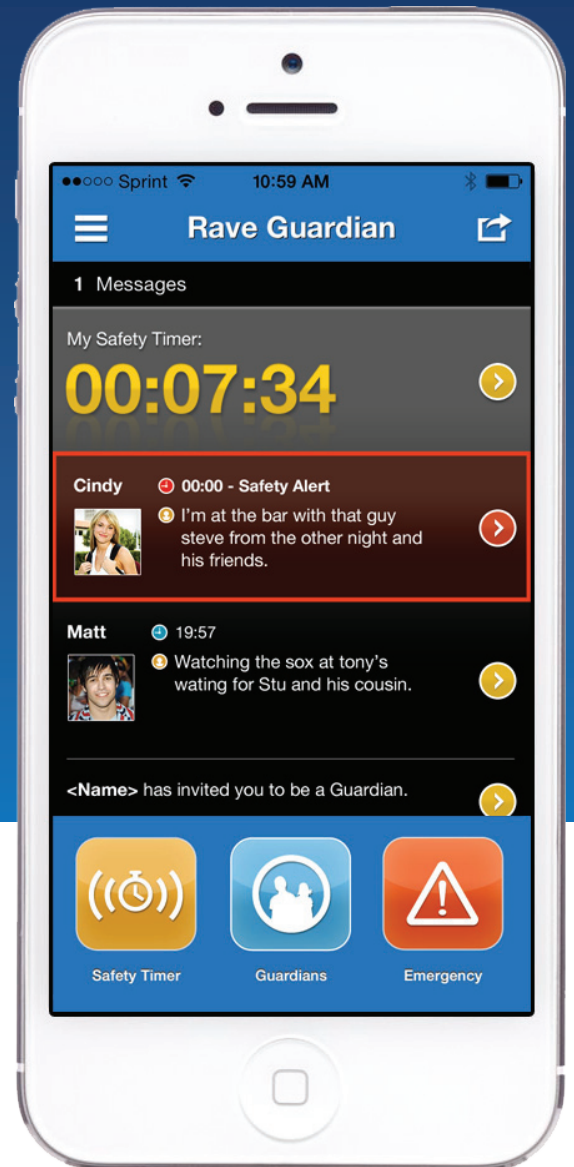 Sprint 10:59 AM
Rave Guardian
1 Messages
My Safety Timer:
00:07:34
Cindy 00:00 - Safety Alert
I'm at the bar with that guy
steve from the other night and
his friends.
Matt 19:57
Watching the sox at tony's
wating for Stu and his cousin.
<Name> has invited you to be a Guardian.
Safety Timer Guardians Emergency